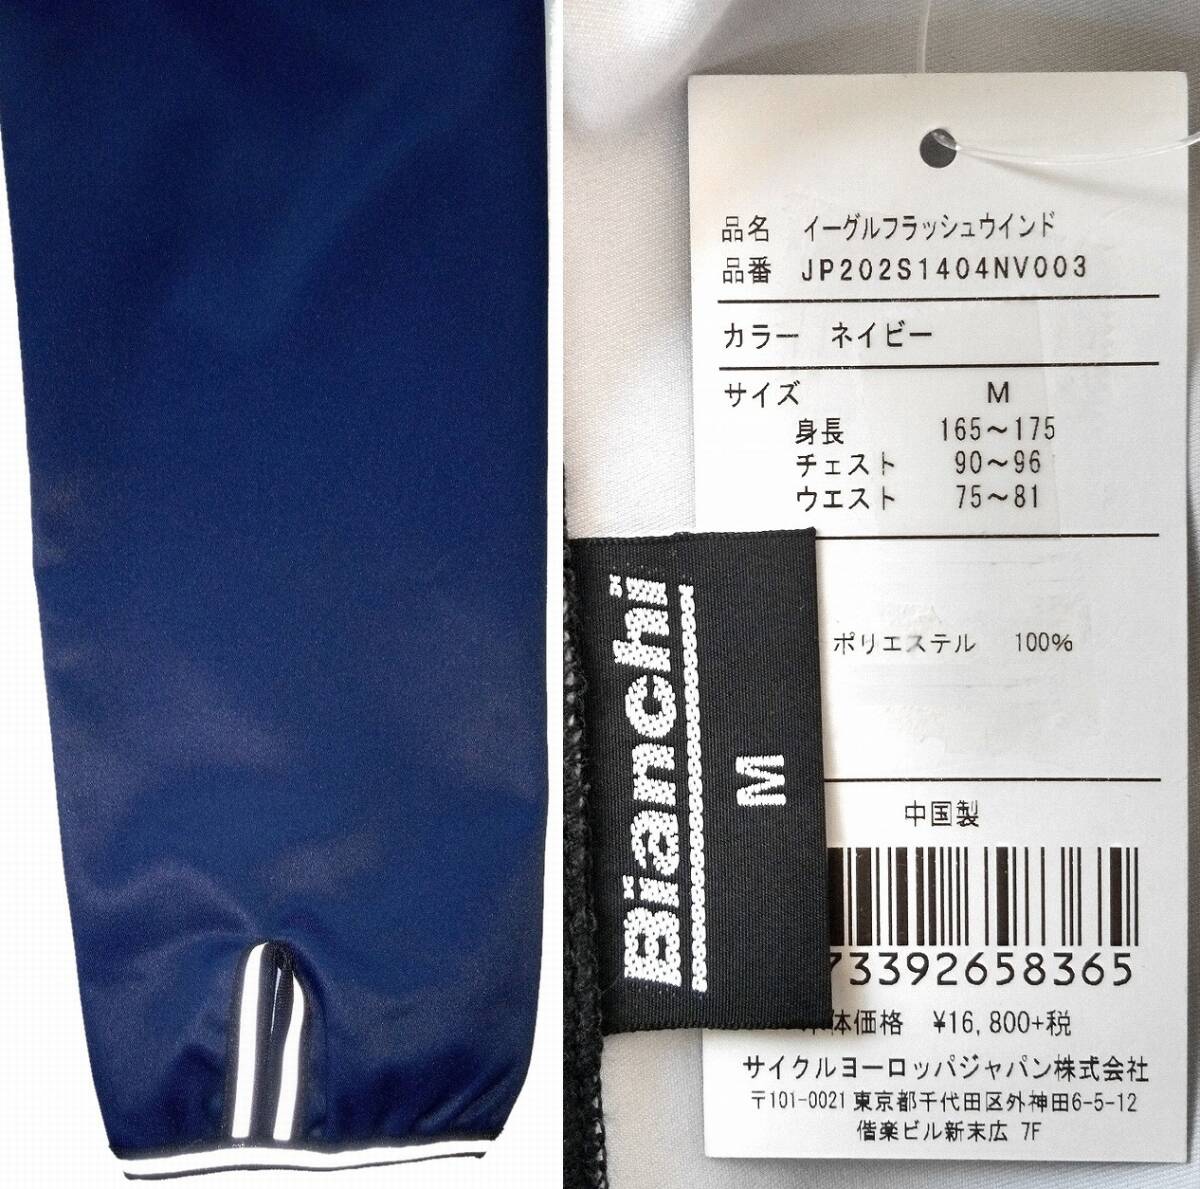 品名 イーグルフラッシュウインド
品番 JP202S1404NV003
カラー ネイビー
サイズ M
身長 165～175
チェスト 90～96
ウエスト 75～81
ポリエステル 100%
中国製
73392658365
体価格 ¥16,800+税
サイクルヨーロッパジャパン株式会社
〒101-0021 東京都千代田区外神田6-5-12
偕楽ビル新末広 7F
Bianchi
M